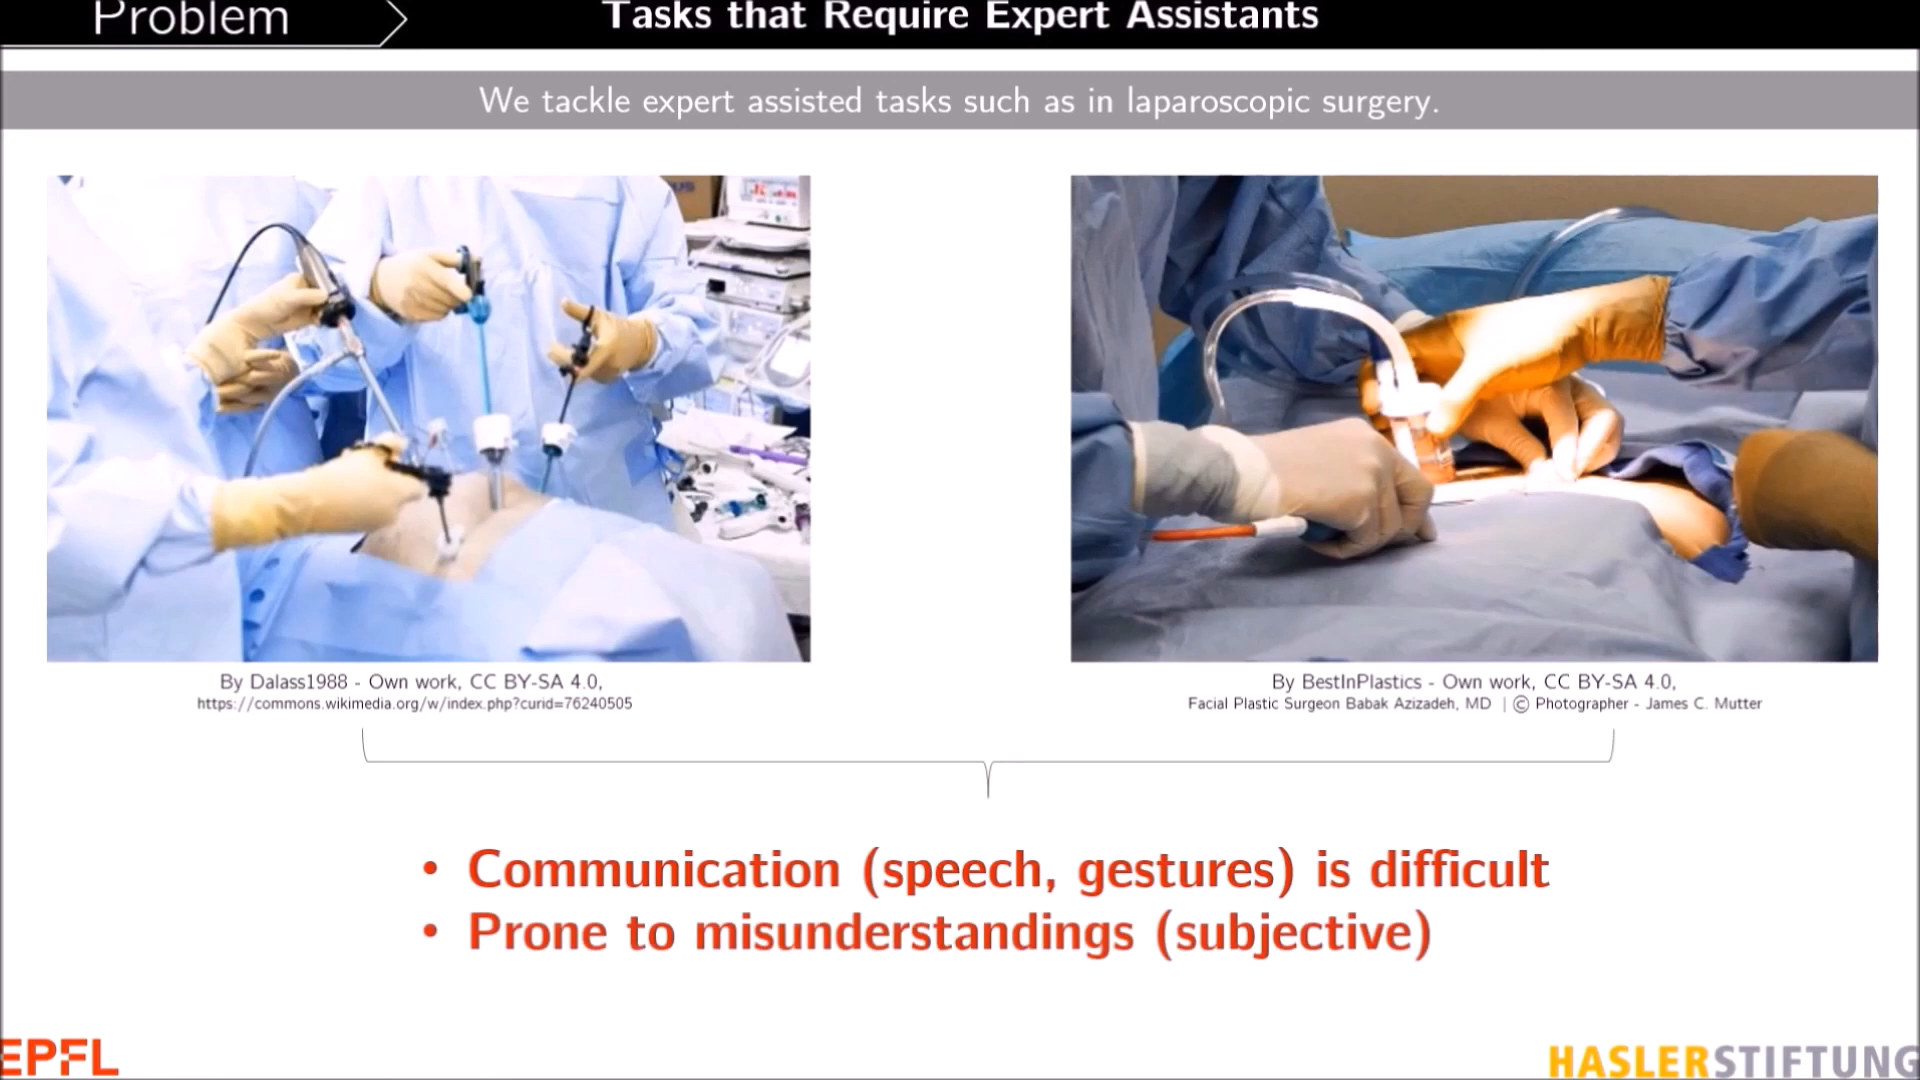 Problem
Tasks that Require Expert Assistants
We tackle expert assisted tasks such as in laparoscopic surgery.
By Dalass1988 - Own work, CC BY-SA 4.0,
https://commons.wikimedia.org/w/index.php?curid=76240505
By BestInPlastics - Own work, CC BY-SA 4.0,
Facial Plastic Surgeon Babak Azizadeh, MD | © Photographer - James C. Mutter
• Communication (speech, gestures) is difficult
• Prone to misunderstandings (subjective)
EPFL
HASLERSTIFTUNG